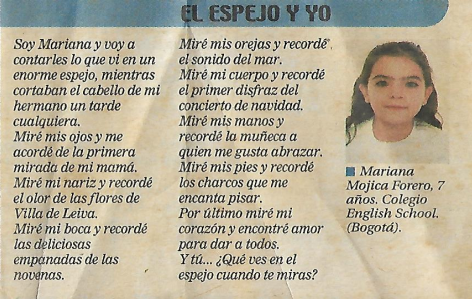 EL ESPEJO Y YO
Soy Mariana y voy a
contarles lo que vi en un
enorme espejo, mientras
cortaban el cabello de mi
hermano un tarde
cualquiera.
Miré mis ojos y me
acordé de la primera
mirada de mi mamá.
Miré mi nariz y recordé
el olor de las flores de
Villa de Leiva.
Miré mi boca y recordé
las deliciosas
empanadas de las
novenas.
Miré mis orejas y recordé
el sonido del mar.
Miré mi cuerpo y recordé
el primer disfraz del
concierto de navidad.
Miré mis manos y
recordé la muñeca a
quien me gusta abrazar.
Miré mis pies y recordé
los charcos que me
encanta pisar.
Por último miré mi
corazón y encontré amor
para dar a todos.
Y tú... ¿Qué ves en el
espejo cuando te miras?
Mariana
Mojica Forero, 7
años. Colegio
English School.
(Bogotá).